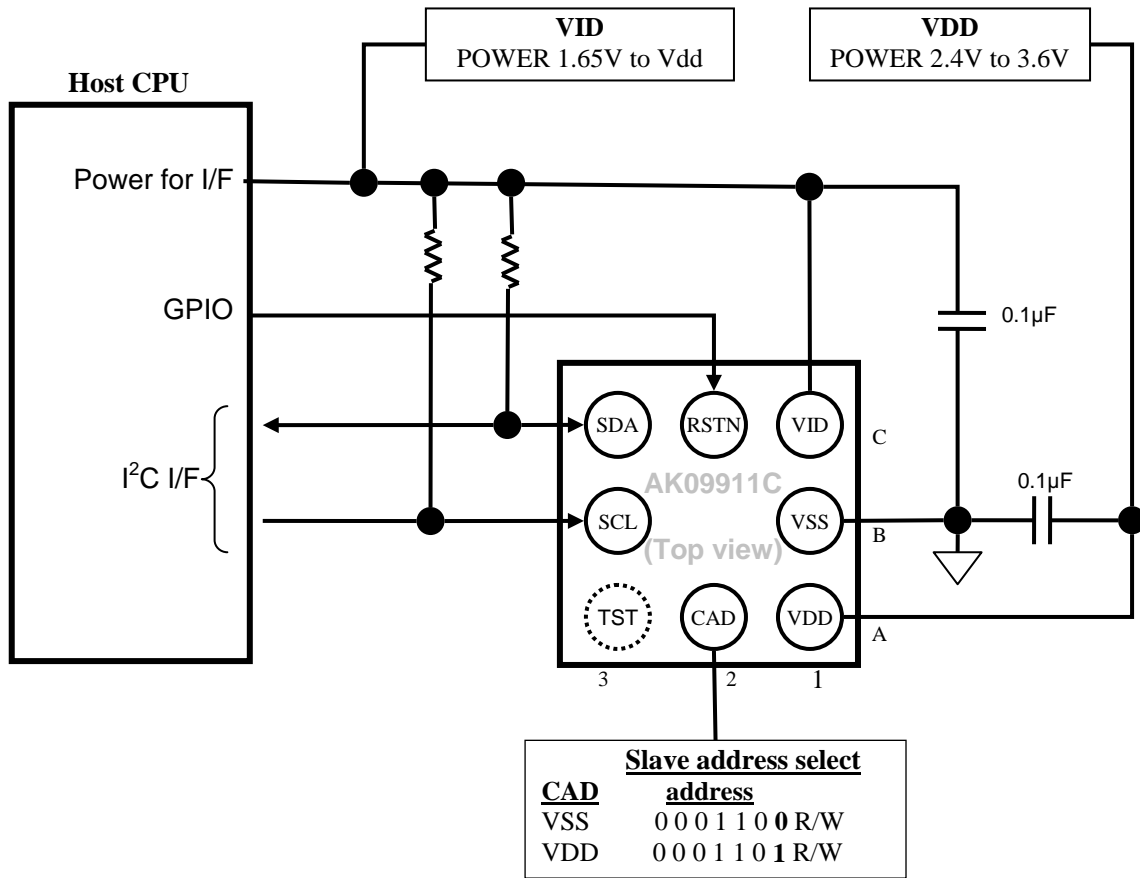 VID
POWER 1.65V to Vdd
VDD
POWER 2.4V to 3.6V
Host CPU
Power for I/F
GPIO
0.1µF
SDA
RSTN
VID
C
I²C I/F
AK09911C
0.1µF
SCL
VSS
B
(Top view)
TST
CAD
VDD
A
3
2
1
Slave address select
CAD address
VSS 0 0 0 1 1 0 0 R/W
VDD 0 0 0 1 1 0 1 R/W